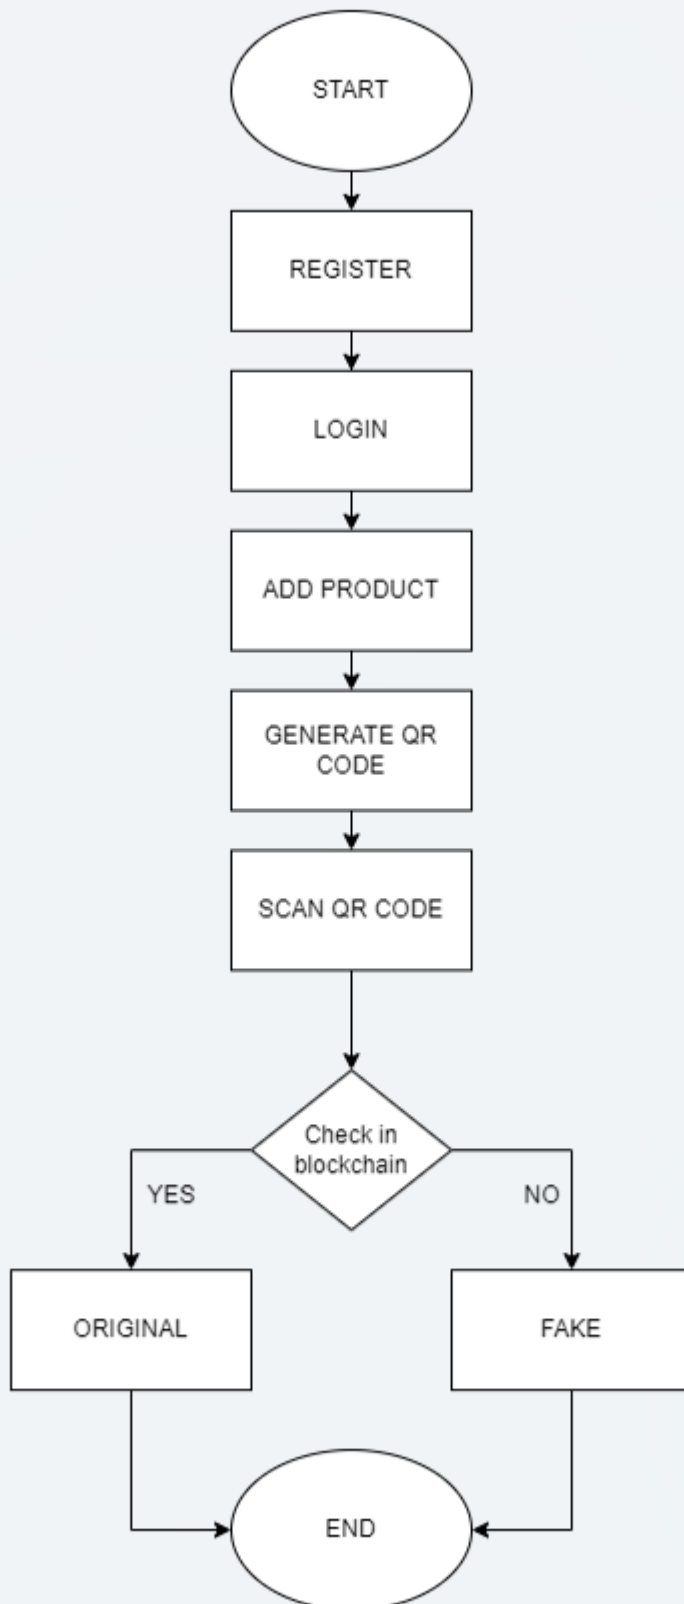 START
REGISTER
LOGIN
ADD PRODUCT
GENERATE QR
CODE
SCAN QR CODE
Check in
blockchain
YES
NO
ORIGINAL
FAKE
END